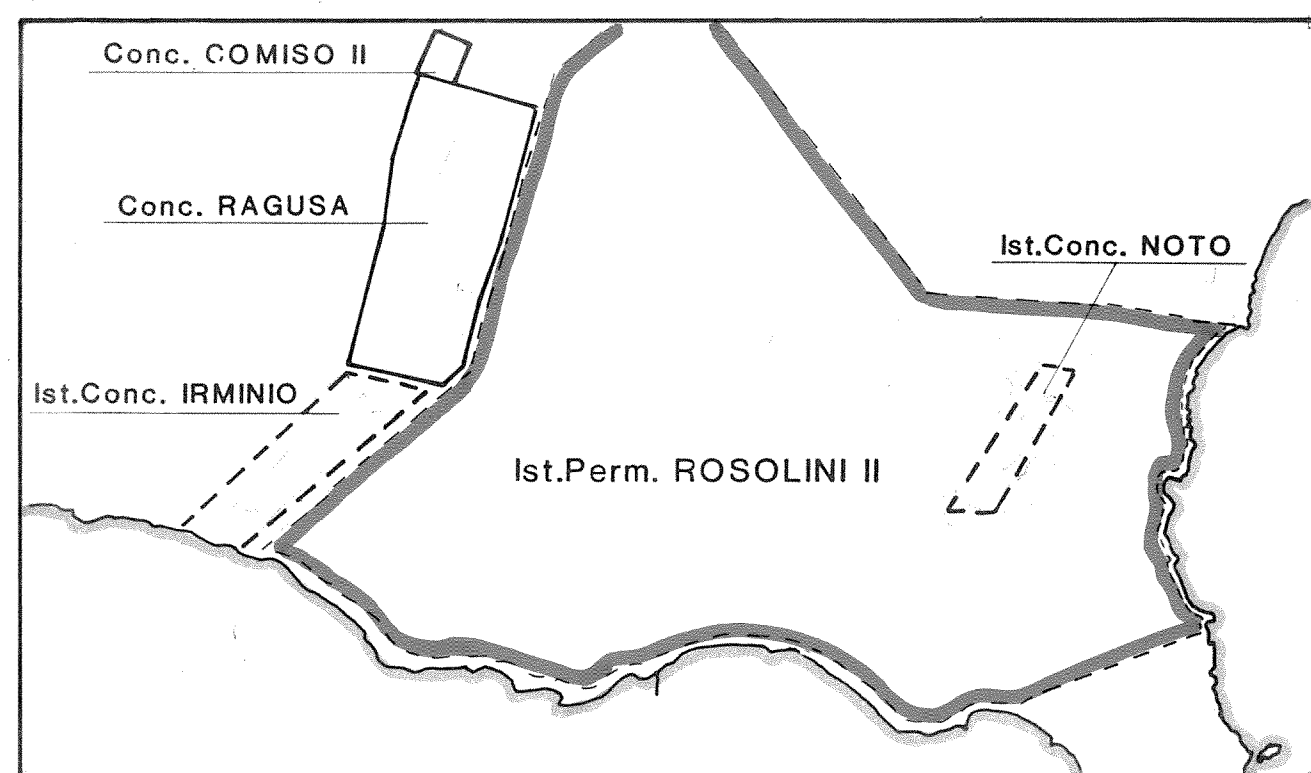 Conc. COMISO II
Conc. RAGUSA
Ist.Conc. NOTO
Ist.Conc. IRMINIO
Ist.Perm. ROSOLINI II